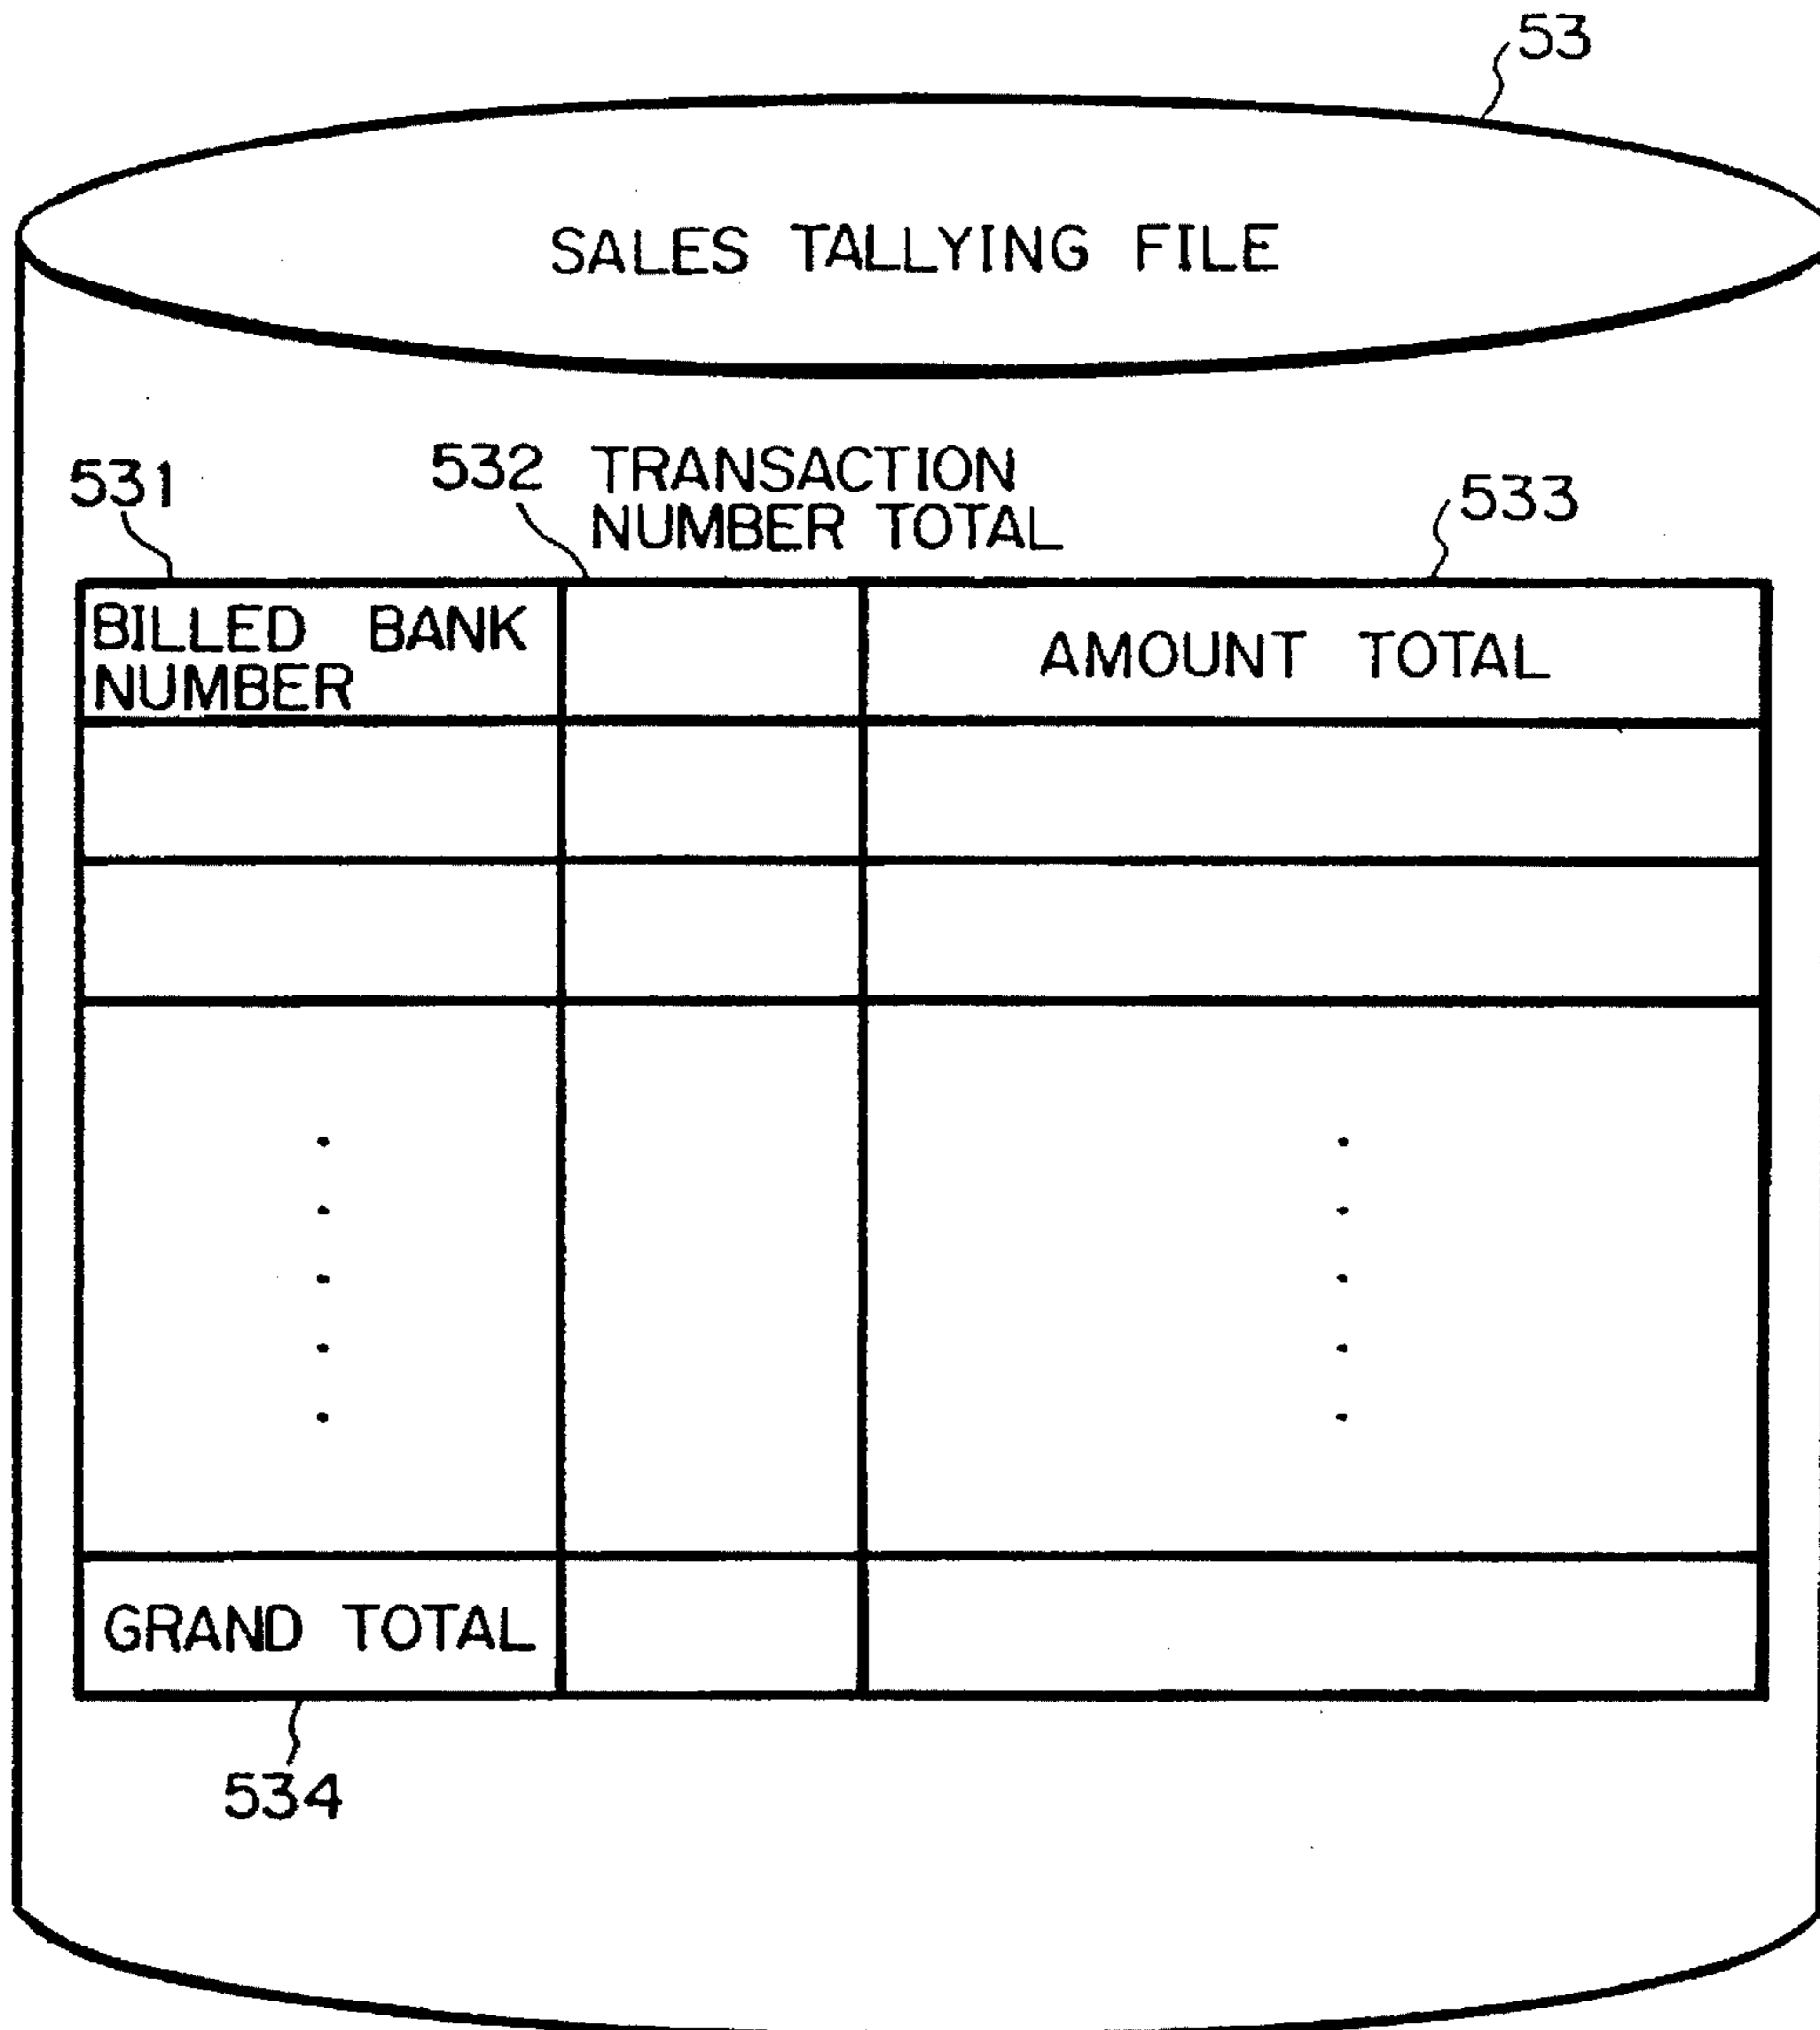 53
SALES TALLYING FILE
531
532 TRANSACTION
NUMBER TOTAL
533
BILLED BANK
NUMBER
AMOUNT TOTAL
GRAND TOTAL
534